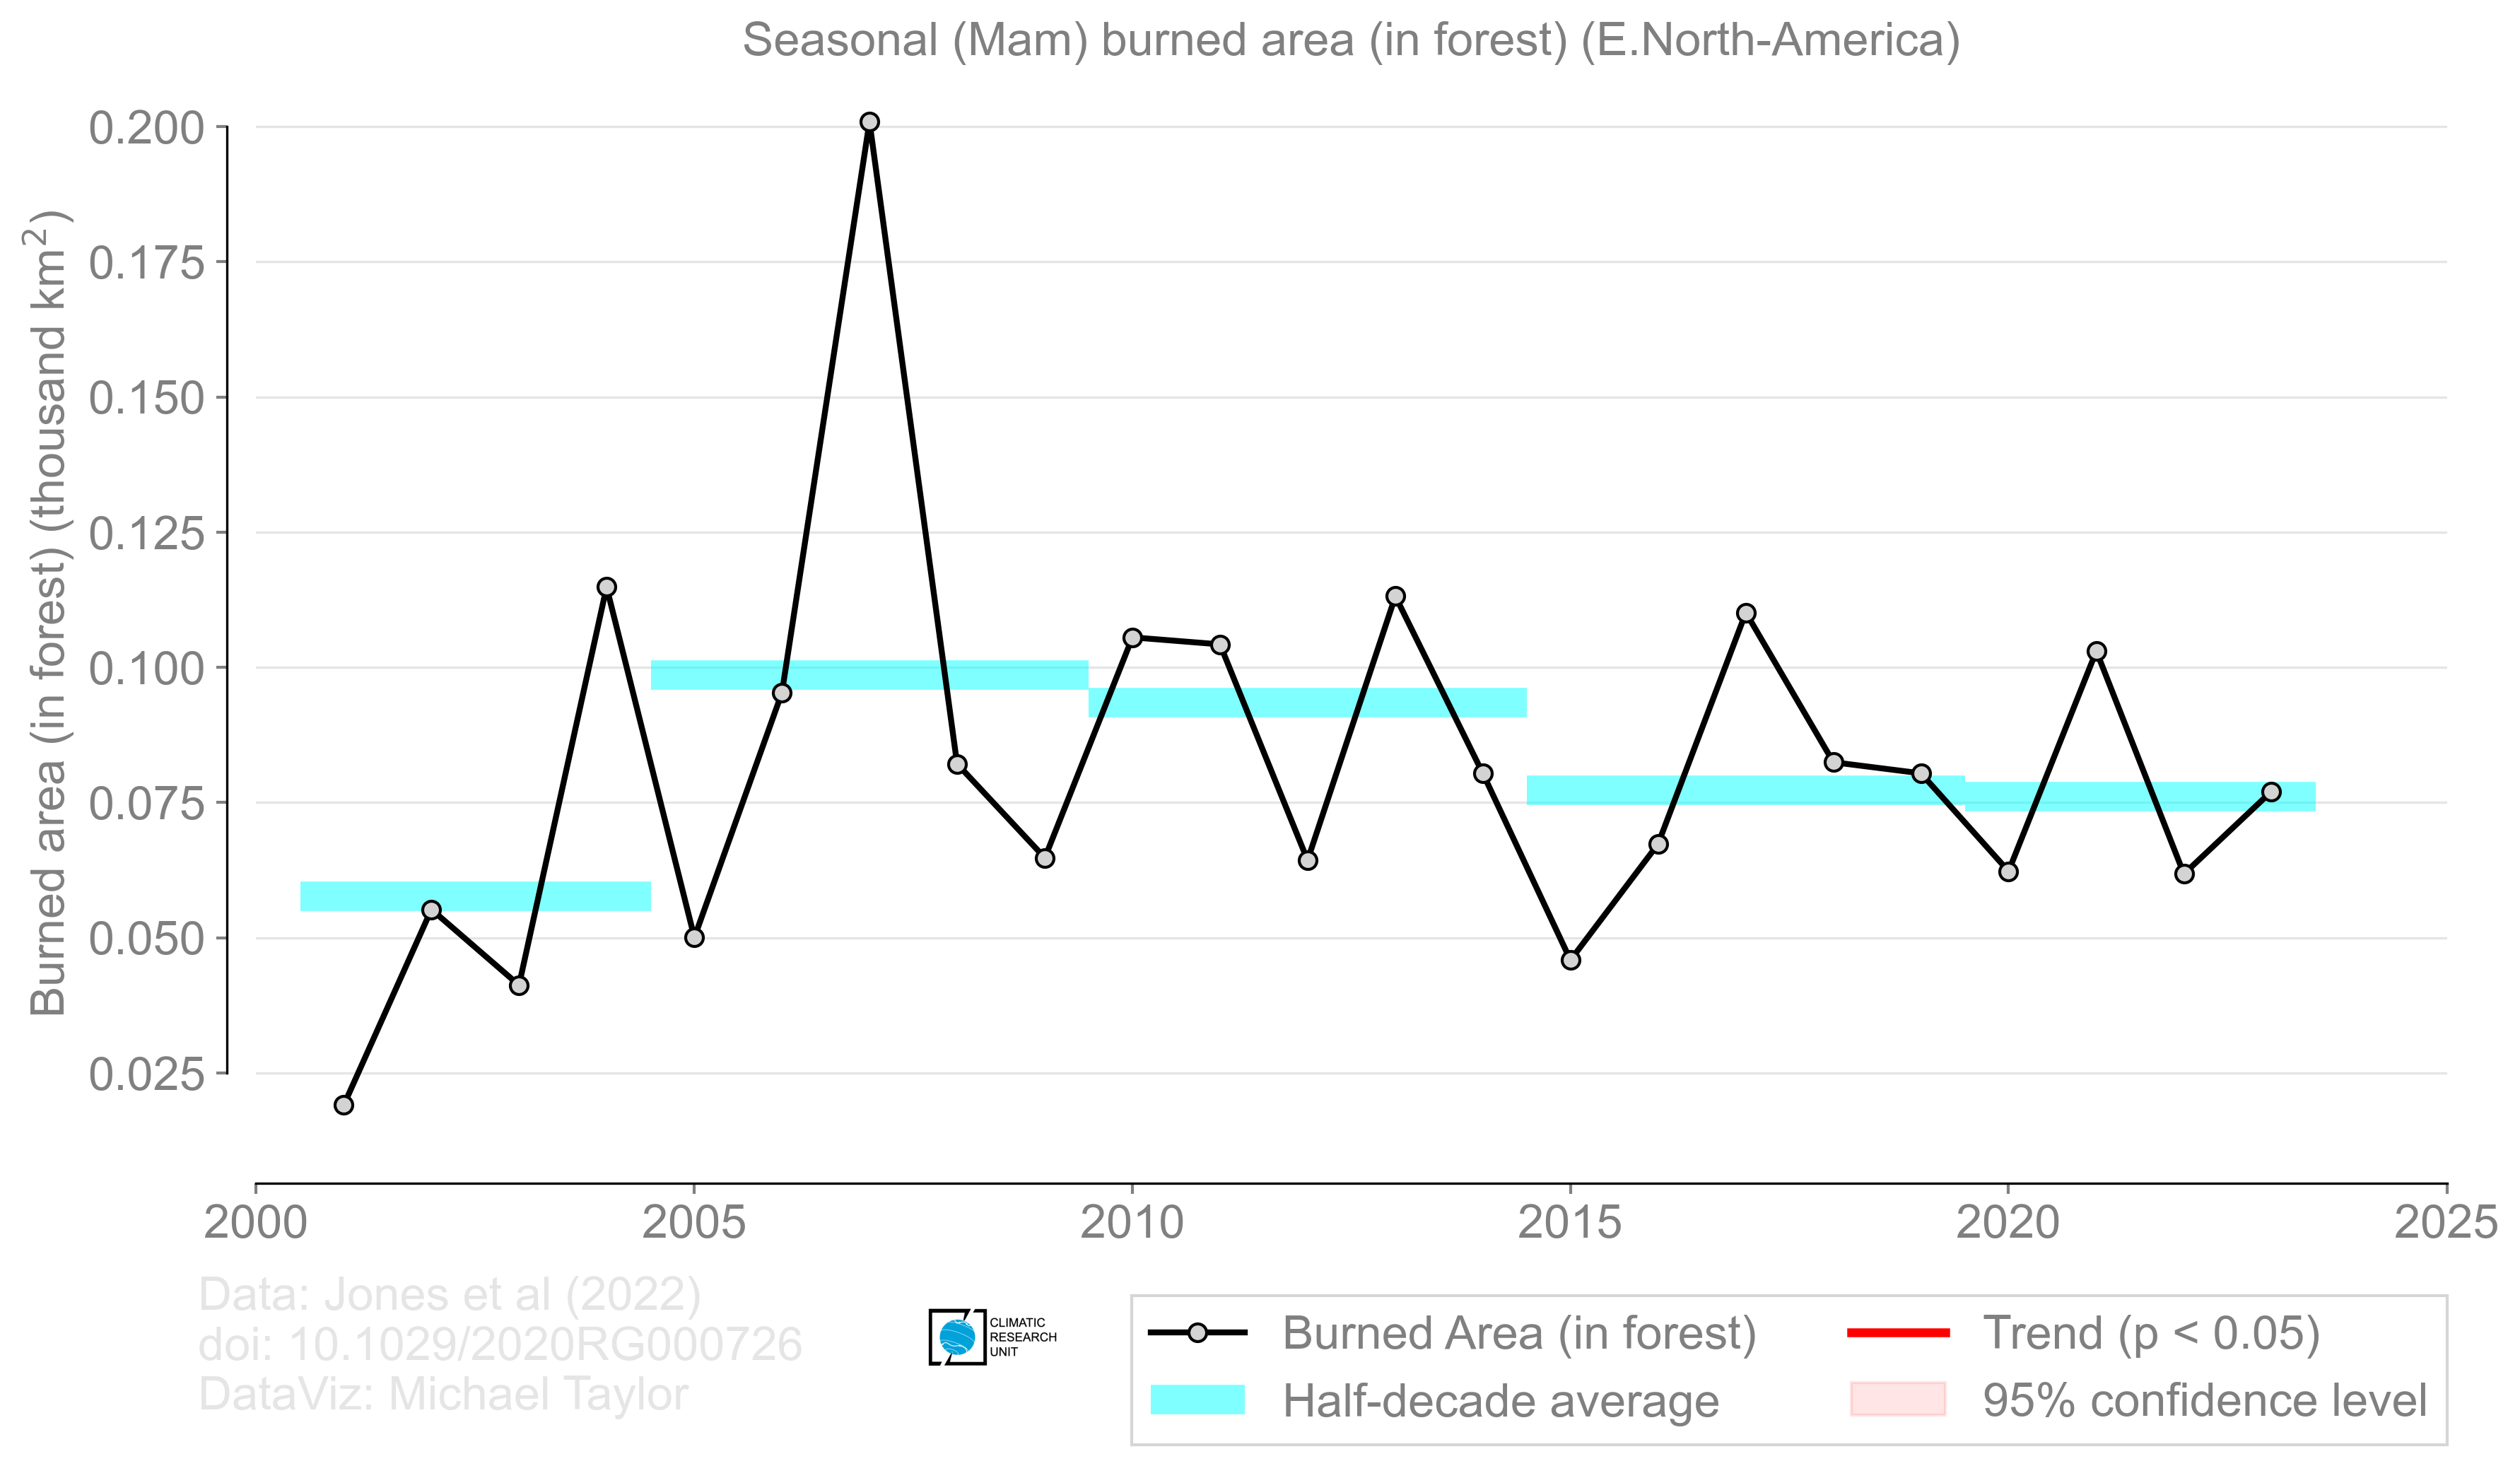 Seasonal (Mam) burned area (in forest) (E.North-America)
Burned area (in forest) (thousand km²)
0.200
0.175
0.150
0.125
0.100
0.075
0.050
0.025
2000 2005 2010 2015 2020 2025
Data: Jones et al (2022)
doi: 10.1029/2020RG000726
DataViz: Michael Taylor
CLIMATIC
RESEARCH
UNIT
Burned Area (in forest)
Half-decade average
Trend (p < 0.05)
95% confidence level